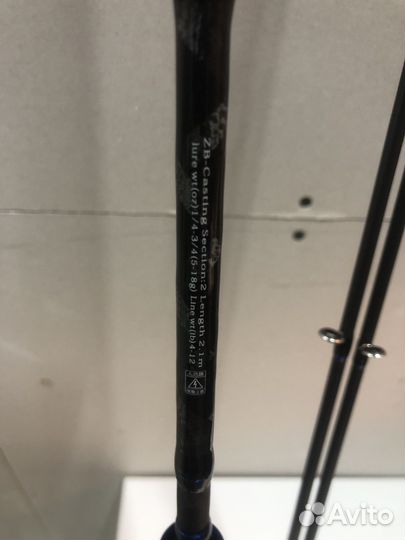 ZB-Casting Section:2 Length 2.1m
lure wt(oz)1/4-3/4(5-18g) Line wt(lb)4-12
Avito